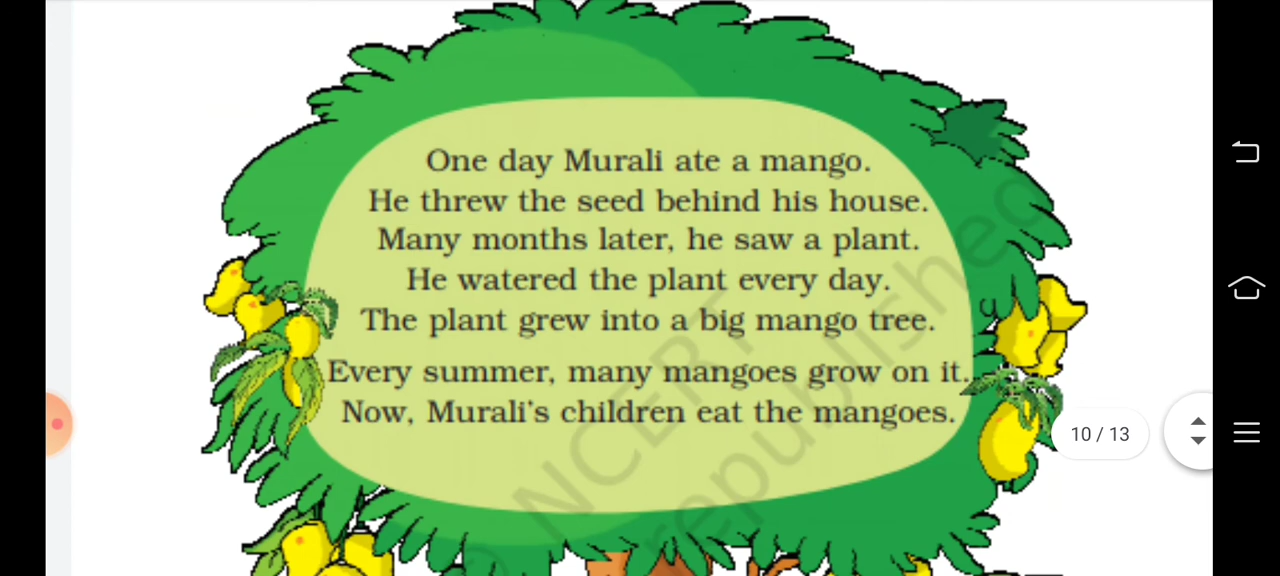 One day Murali ate a mango.
He threw the seed behind his house.
Many months later, he saw a plant.
He watered the plant every day.
The plant grew into a big mango tree.
Every summer, many mangoes grow on it.
Now, Murali's children eat the mangoes.
10 / 13
NCERT
republished